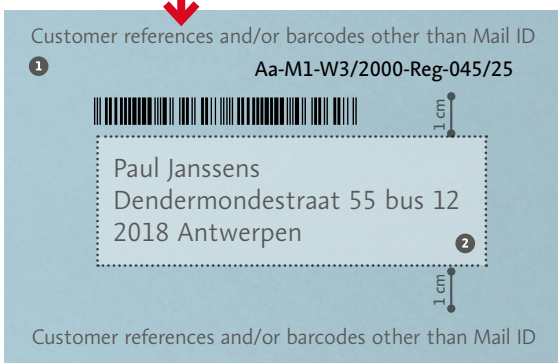 Customer references and/or barcodes other than Mail ID
1
Aa-M1-W3/2000-Reg-045/25
1 cm
Paul Janssens
Dendermondestraat 55 bus 12
2018 Antwerpen
2
1 cm
Customer references and/or barcodes other than Mail ID